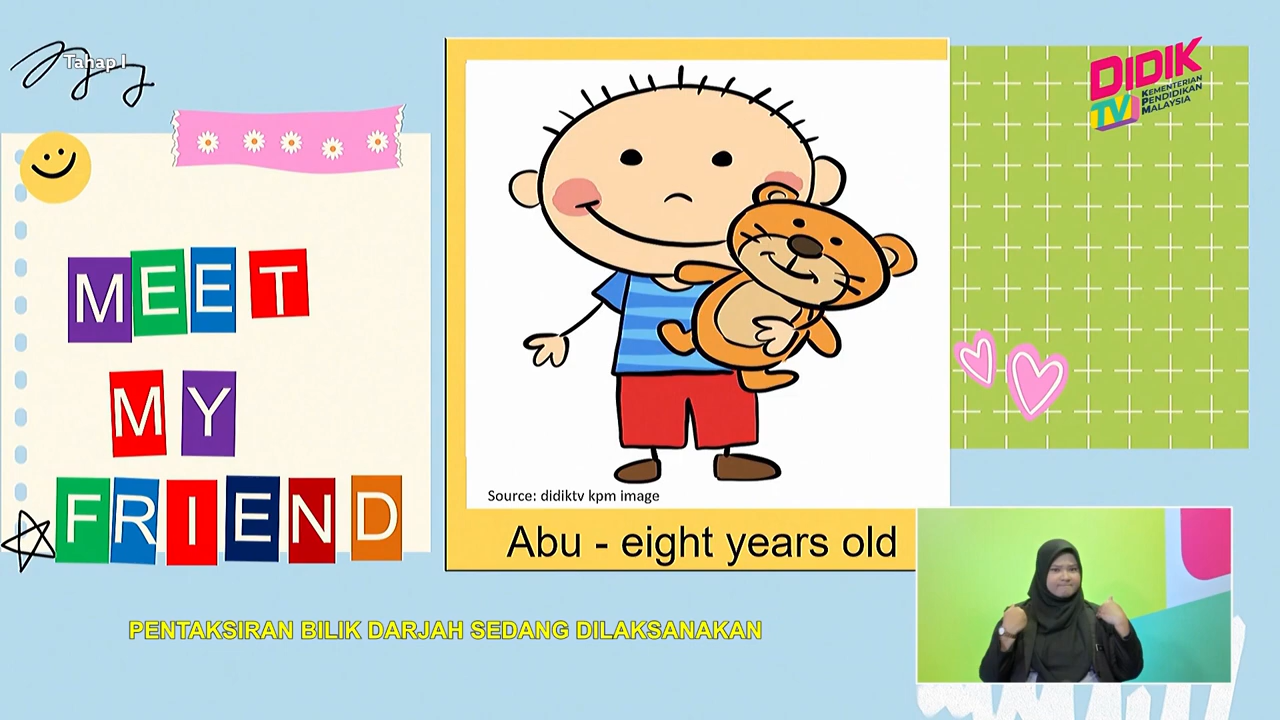 Tahap I
DIDIK
TV
KEMENTERIAN
PENDIDIKAN
MALAYSIA
MEET
MY
FRIEND
Source: didiktv kpm image
Abu - eight years old
PENTAKSIRAN BILIK DARJAH SEDANG DILAKSANAKAN